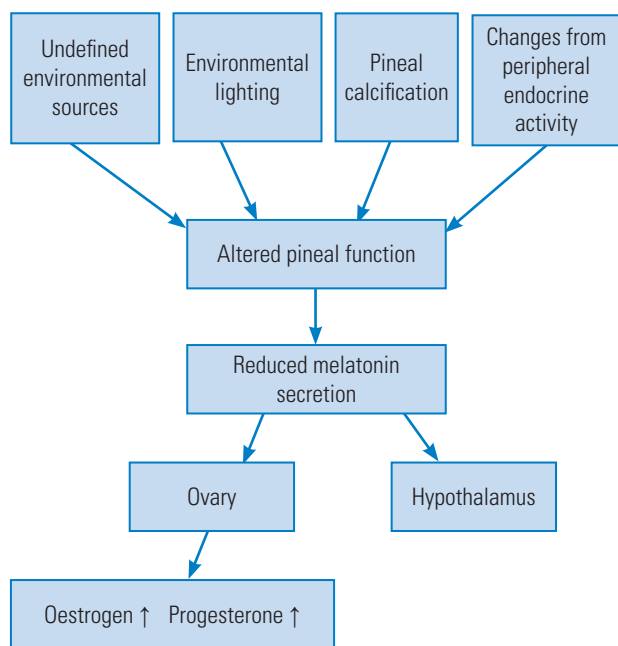 Undefined
environmental
sources
Environmental
lighting
Pineal
calcification
Changes from
peripheral
endocrine
activity
Altered pineal function
Reduced melatonin
secretion
Ovary
Hypothalamus
Oestrogen ↑ Progesterone ↑